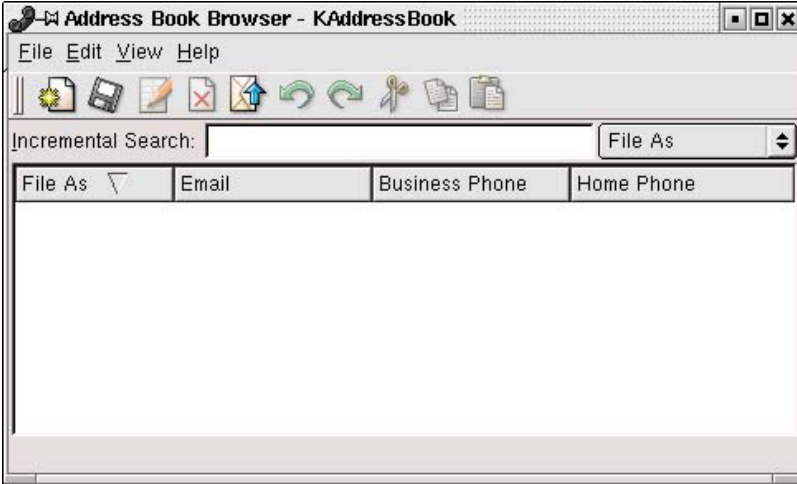 Address Book Browser - KAddressBook
File Edit View Help
Incremental Search: File As
File As Email Business Phone Home Phone